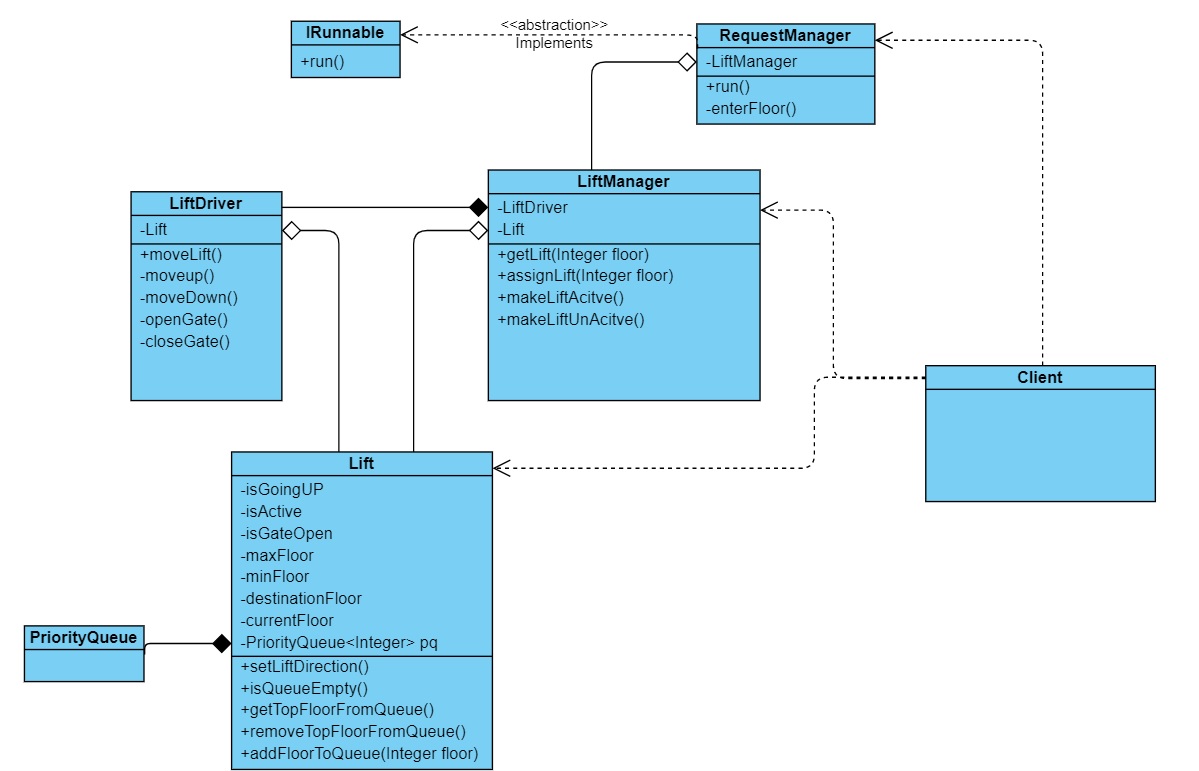 IRunnable
+run()
<<abstraction>>
Implements
RequestManager
-LiftManager
+run()
-enterFloor()
LiftDriver
-Lift
+moveLift()
-moveup()
-moveDown()
-openGate()
-closeGate()
LiftManager
-LiftDriver
-Lift
+getLift(Integer floor)
+assignLift(Integer floor)
+makeLiftAcitve()
+makeLiftUnAcitve()
Client
Lift
-isGoingUP
-isActive
-isGateOpen
-maxFloor
-minFloor
-destinationFloor
-currentFloor
-PriorityQueue<Integer> pq
+setLiftDirection()
+isQueueEmpty()
+getTopFloorFromQueue()
+removeTopFloorFromQueue()
+addFloorToQueue(Integer floor)
PriorityQueue